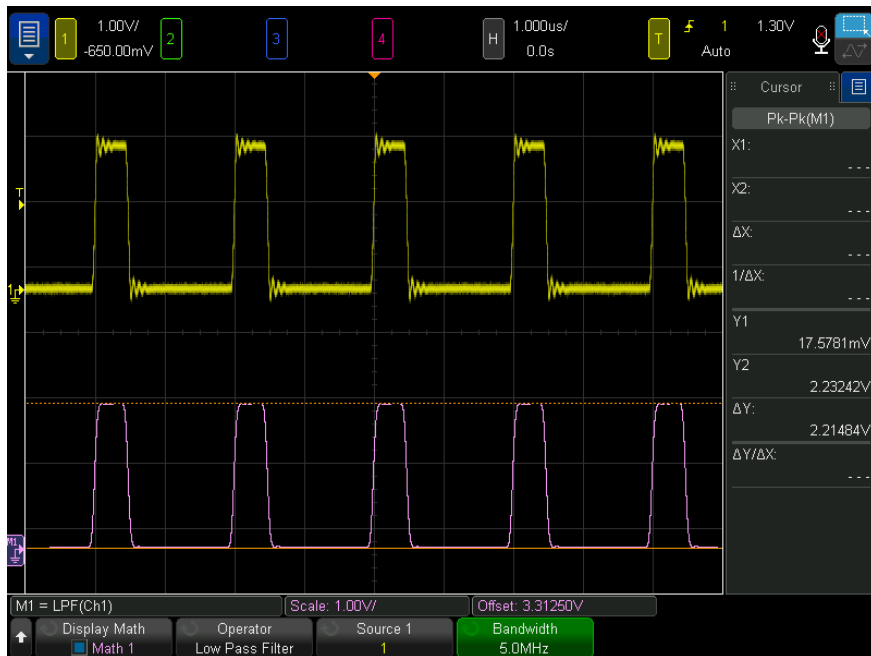 1 1.00V/ 2 3 4 H 1.000us/ T 1 1.30V
-650.00mV 0.0s Auto
Cursor
Pk-Pk(M1)
X1:
- - -
X2:
- - -
ΔX:
- - -
1/ΔX:
- - -
Y1
17.5781mV
Y2
2.23242V
ΔY:
2.21484V
ΔY/ΔX:
- - -
T
1
M1
M1 = LPF(Ch1) Scale: 1.00V/ Offset: 3.31250V
Display Math Operator Source 1 Bandwidth
Math 1 Low Pass Filter 1 5.0MHz